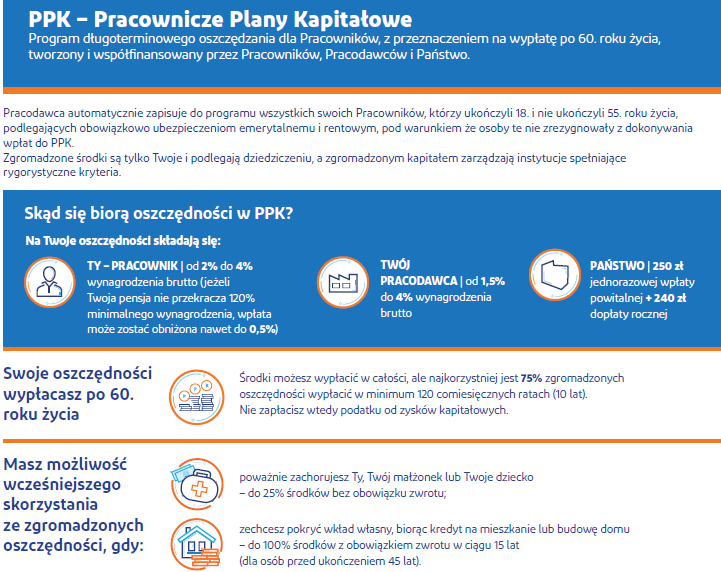 PPK – Pracownicze Plany Kapitałowe
Program długoterminowego oszczędzania dla Pracowników, z przeznaczeniem na wypłatę po 60. roku życia,
tworzony i współfinansowany przez Pracowników, Pracodawców i Państwo.
Pracodawca automatycznie zapisuje do programu wszystkich swoich Pracowników, którzy ukończyli 18. i nie ukończyli 55. roku życia,
podlegających obowiązkowo ubezpieczeniom emerytalnemu i rentowym, pod warunkiem że osoby te nie zrezygnowały z dokonywania
wpłat do PPK.
Zgromadzone środki są tylko Twoje i podlegają dziedziczeniu, a zgromadzonym kapitałem zarządzają instytucje spełniające
rygorystyczne kryteria.
Skąd się biorą oszczędności w PPK?
Na Twoje oszczędności składają się:
TY – PRACOWNIK | od 2% do 4%
wynagrodzenia brutto (jeżeli
Twoja pensja nie przekracza 120%
minimalnego wynagrodzenia, wpłata
może zostać obniżona nawet do 0,5%)
TWÓJ
PRACODAWCA | od 1,5%
do 4% wynagrodzenia
brutto
PAŃSTWO | 250 zł
jednorazowej wpłaty
powitalnej + 240 zł
dopłaty rocznej
Swoje oszczędności
wypłacasz po 60.
roku życia
Środki możesz wypłacić w całości, ale najkorzystniej jest 75% zgromadzonych
oszczędności wypłacić w minimum 120 comiesięcznych ratach (10 lat).
Nie zapłacisz wtedy podatku od zysków kapitałowych.
Masz możliwość
wcześniejszego
skorzystania
ze zgromadzonych
oszczędności, gdy:
poważnie zachorujesz Ty, Twój małżonek lub Twoje dziecko
– do 25% środków bez obowiązku zwrotu;
zechcesz pokryć wkład własny, biorąc kredyt na mieszkanie lub budowę domu
– do 100% środków z obowiązkiem zwrotu w ciągu 15 lat
(dla osób przed ukończeniem 45 lat).